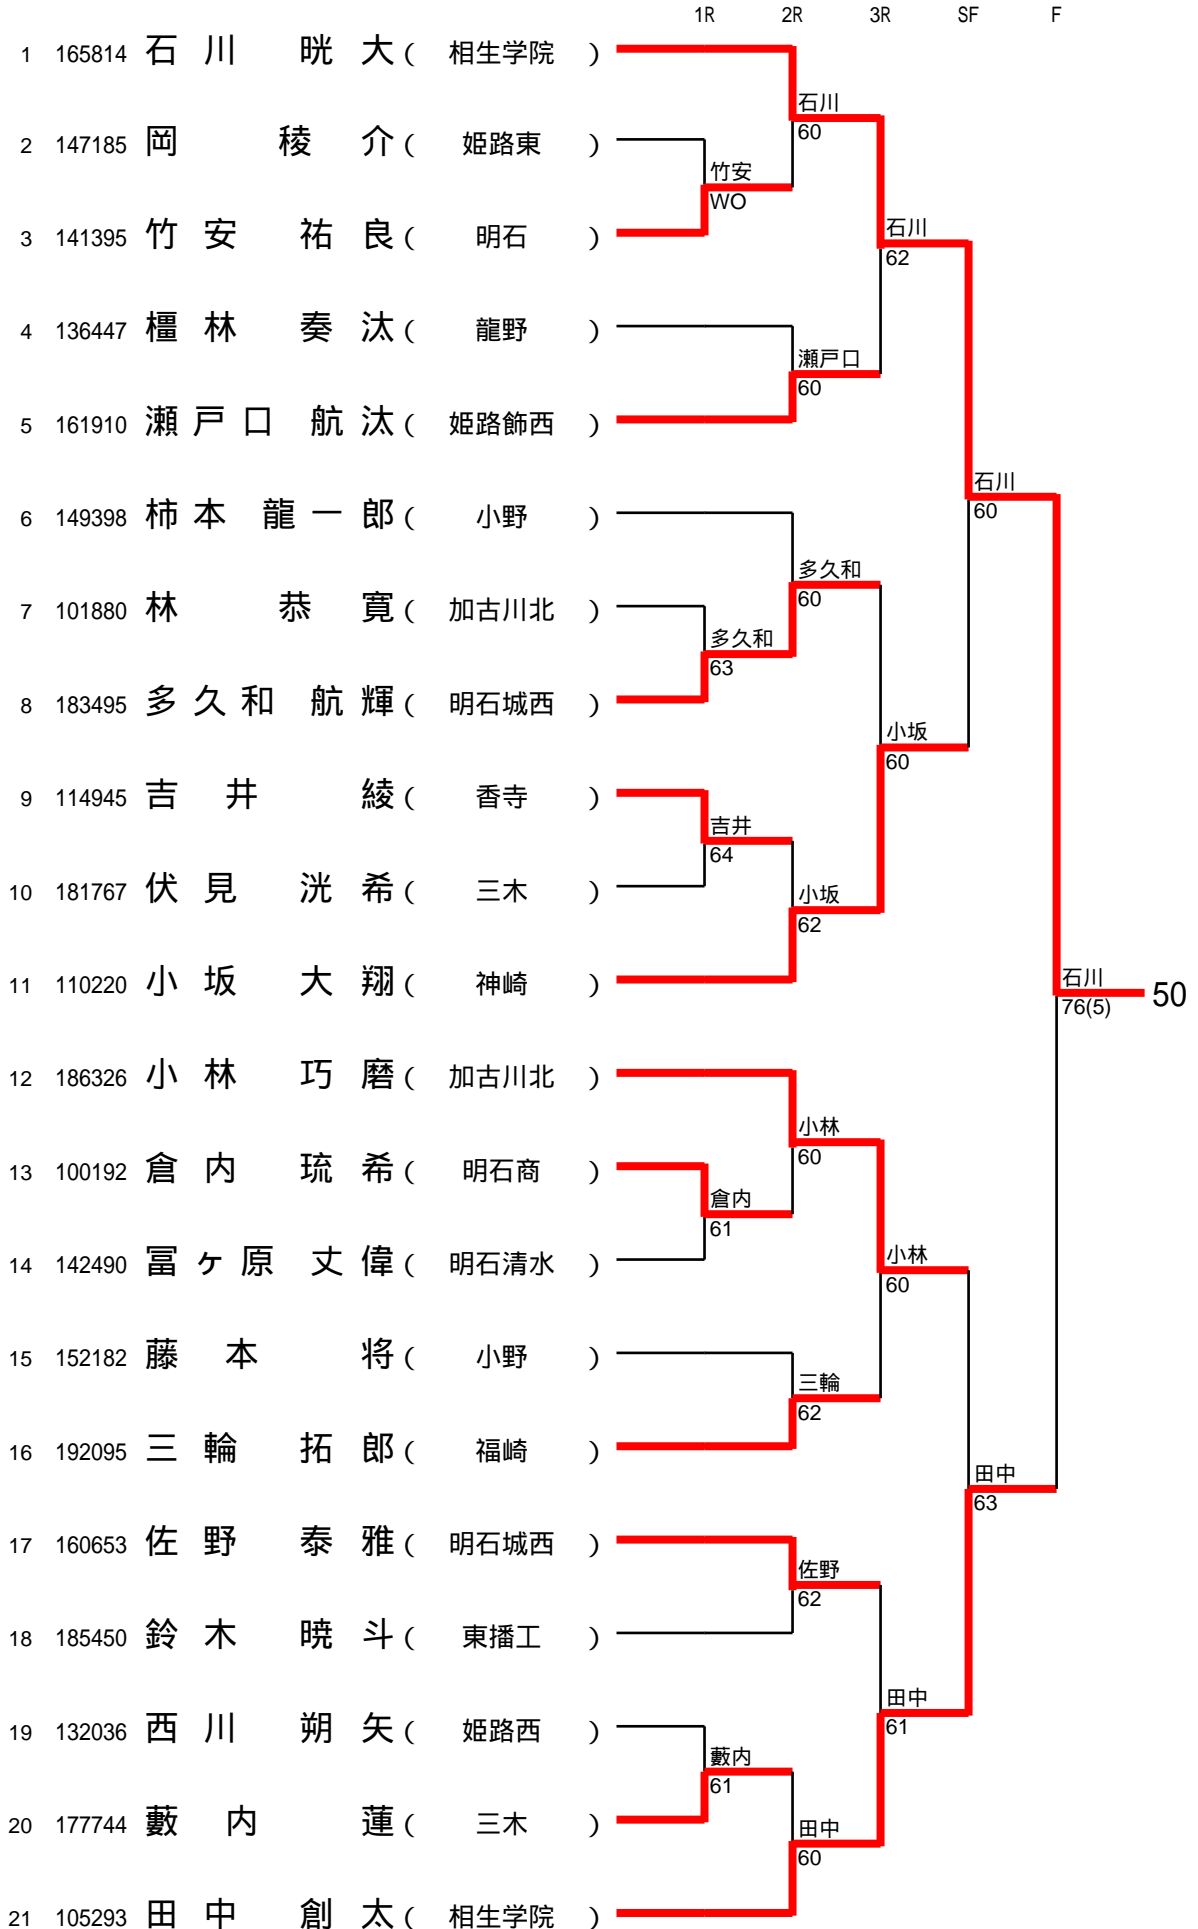 1R 2R 3R SF F
1 165814 石川 晄大 ( 相生学院 )
石川
60
2 147185 岡 稜介 ( 姫路東 )
竹安
WO
3 141395 竹安 祐良 ( 明石 )
石川
62
4 136447 橿林 奏汰 ( 龍野 )
瀬戸口
60
5 161910 瀬戸口 航汰 ( 姫路飾西 )
石川
60
6 149398 柿本 龍一郎 ( 小野 )
多久和
60
7 101880 林 恭寛 ( 加古川北 )
多久和
63
8 183495 多久和 航輝 ( 明石城西 )
小坂
60
9 114945 吉井 綾 ( 香寺 )
吉井
64
10 181767 伏見 洸希 ( 三木 )
小坂
62
11 110220 小坂 大翔 ( 神崎 )
石川
76(5)
50
12 186326 小林 巧磨 ( 加古川北 )
小林
60
13 100192 倉内 琉希 ( 明石商 )
倉内
61
14 142490 冨ヶ原 丈偉 ( 明石清水 )
小林
60
15 152182 藤本 将 ( 小野 )
三輪
62
16 192095 三輪 拓郎 ( 福崎 )
田中
63
17 160653 佐野 泰雅 ( 明石城西 )
佐野
62
18 185450 鈴木 暁斗 ( 東播工 )
田中
61
19 132036 西川 朔矢 ( 姫路西 )
藪内
61
20 177744 藪内 蓮 ( 三木 )
田中
60
21 105293 田中 創太 ( 相生学院 )